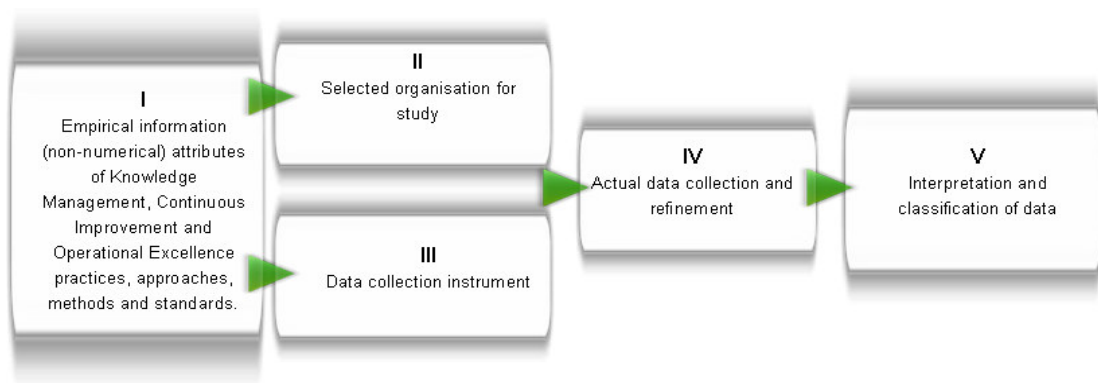 I
Empirical information
(non-numerical) attributes
of Knowledge
Management, Continuous
Improvement and
Operational Excellence
practices, approaches,
methods and standards.
II
Selected organisation for
study
III
Data collection instrument
IV
Actual data collection and
refinement
V
Interpretation and
classification of data